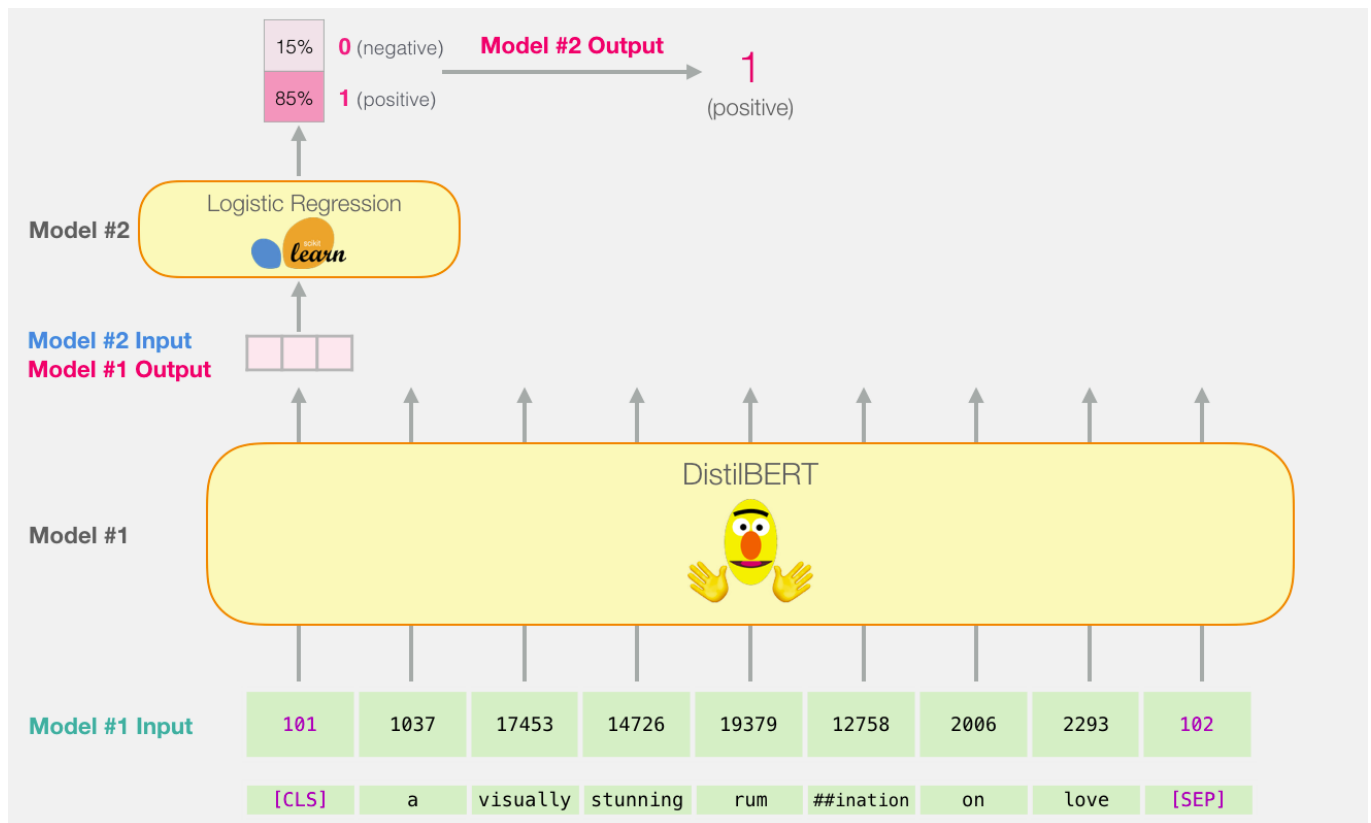 15% 0 (negative) Model #2 Output 1
85% 1 (positive) (positive)
Logistic Regression
Model #2
scikit
learn
Model #2 Input
Model #1 Output
DistilBERT
Model #1
Model #1 Input 101 1037 17453 14726 19379 12758 2006 2293 102
[CLS] a visually stunning rum ##ination on love [SEP]